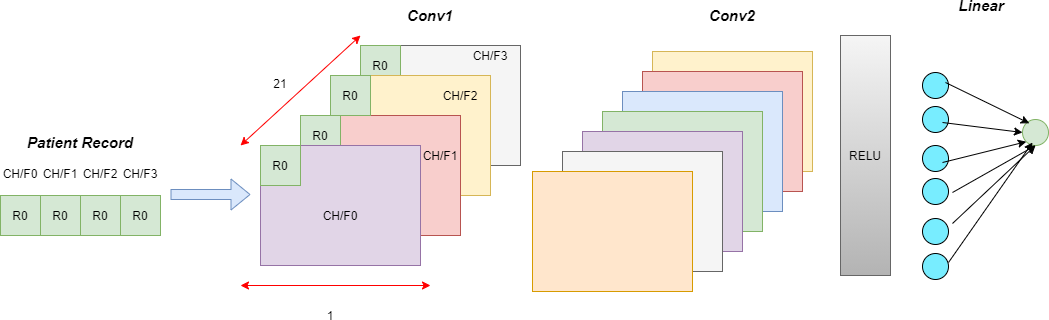 Conv1
Conv2
Linear
CH/F3
R0
21
CH/F2
R0
Patient Record
R0
CH/F1
RELU
CH/F0 CH/F1 CH/F2 CH/F3
R0
R0 R0 R0 R0
CH/F0
1